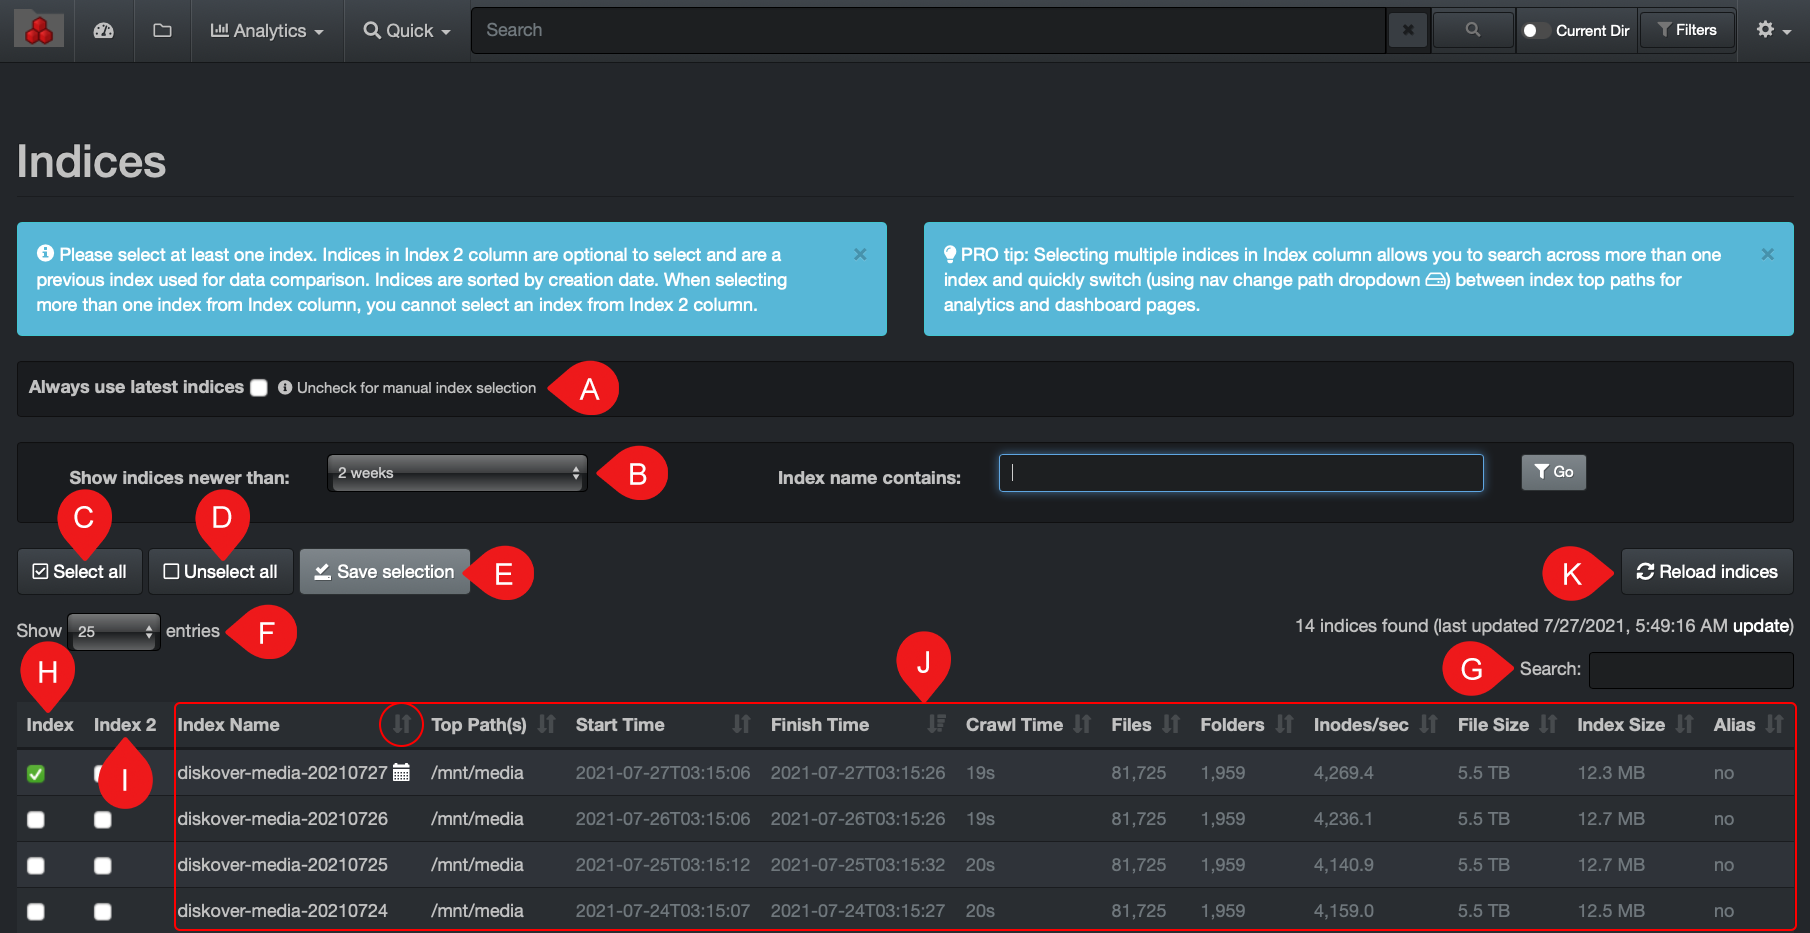 Analytics Quick Search Current Dir Filters
Indices
Please select at least one index. Indices in Index 2 column are optional to select and are a
previous index used for data comparison. Indices are sorted by creation date. When selecting
more than one index from Index column, you cannot select an index from Index 2 column.
PRO tip: Selecting multiple indices in Index column allows you to search across more than one
index and quickly switch (using nav change path dropdown ) between index top paths for
analytics and dashboard pages.
Always use latest indices Uncheck for manual index selection A
Show indices newer than: 2 weeks B Index name contains: Go
C D
Select all Unselect all Save selection E K Reload indices
Show 25 entries F 14 indices found (last updated 7/27/2021, 5:49:16 AM update)
H J G Search:
Index Index 2 Index Name Top Path(s) Start Time Finish Time Crawl Time Files Folders Inodes/sec File Size Index Size Alias
I diskover-media-20210727 /mnt/media 2021-07-27T03:15:06 2021-07-27T03:15:26 19s 81,725 1,959 4,269.4 5.5 TB 12.3 MB no
diskover-media-20210726 /mnt/media 2021-07-26T03:15:06 2021-07-26T03:15:26 19s 81,725 1,959 4,236.1 5.5 TB 12.7 MB no
diskover-media-20210725 /mnt/media 2021-07-25T03:15:12 2021-07-25T03:15:32 20s 81,725 1,959 4,140.9 5.5 TB 12.7 MB no
diskover-media-20210724 /mnt/media 2021-07-24T03:15:07 2021-07-24T03:15:27 20s 81,725 1,959 4,159.0 5.5 TB 12.5 MB no